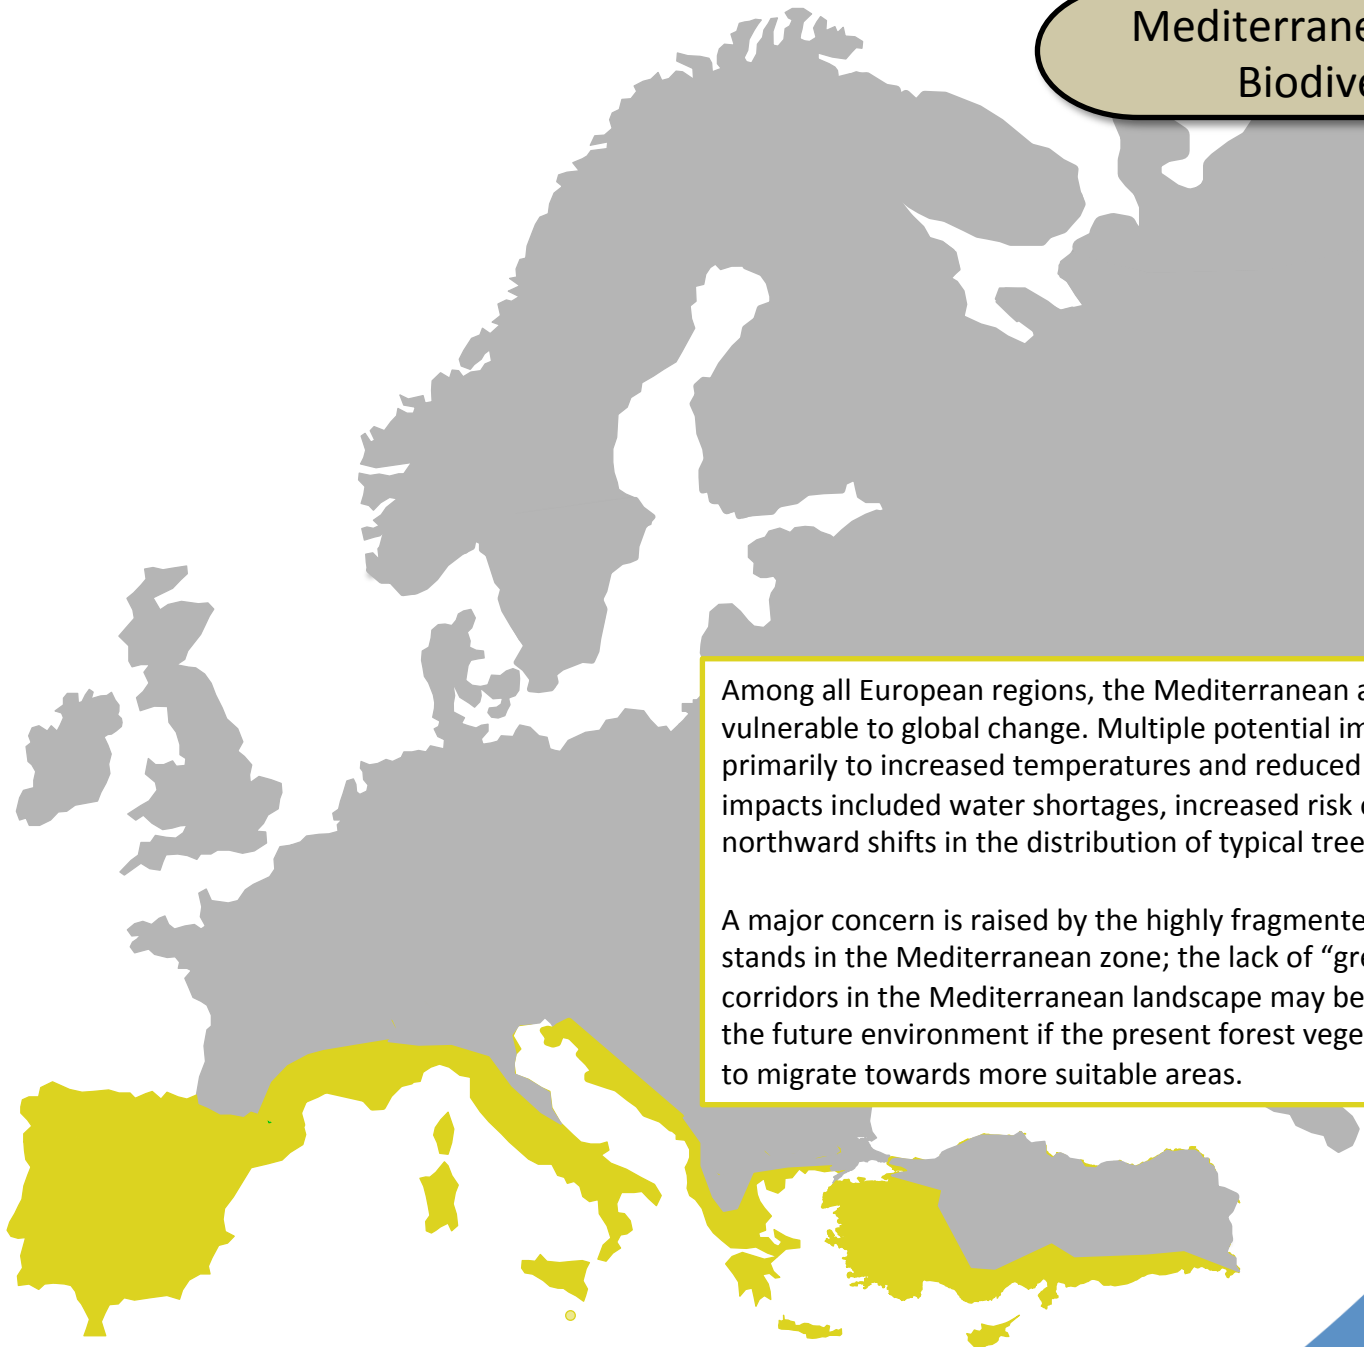 Mediterrane
Biodive
Among all European regions, the Mediterranean a
vulnerable to global change. Multiple potential im
primarily to increased temperatures and reduced
impacts included water shortages, increased risk o
northward shifts in the distribution of typical tree
A major concern is raised by the highly fragmente
stands in the Mediterranean zone; the lack of “gre
corridors in the Mediterranean landscape may be
the future environment if the present forest vege
to migrate towards more suitable areas.